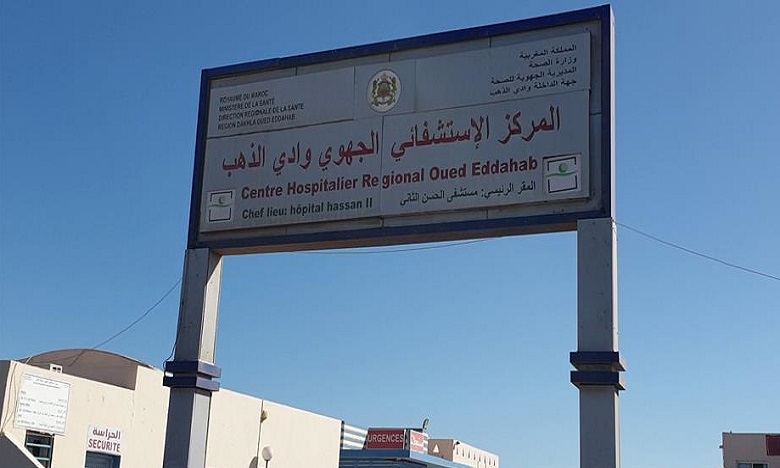 ROYAUME DU MAROC
MINISTERE DE LA SANTE
DIRECTION REGIONALE DE LA SANTE
REGION DAKHLA OUED EDDAHAB
المملكة المغربية
وزارة الصحة
المديرية الجهوية للصحة
جهة الداخلة وادي الذهب
المركز الإستشفائي الجهوي وادي الذهب
Centre Hospitalier Regional Oued Eddahab
المقر الرئيسي: مستشفى الحسن الثاني
Chef lieu: hôpital hassan II
الحراسة
SECURITE
URGENCES